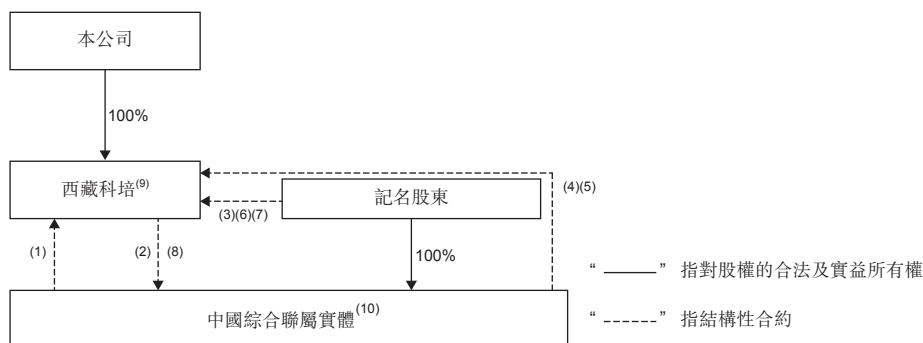 本公司
100%
西藏科培(9)
(4)(5)
記名股東
(3)(6)(7)
(1)
(2)
(8)
100%
“ ——— ” 指對股權的合法及實益所有權
中國綜合聯屬實體(10)
“ ------ ” 指結構性合約